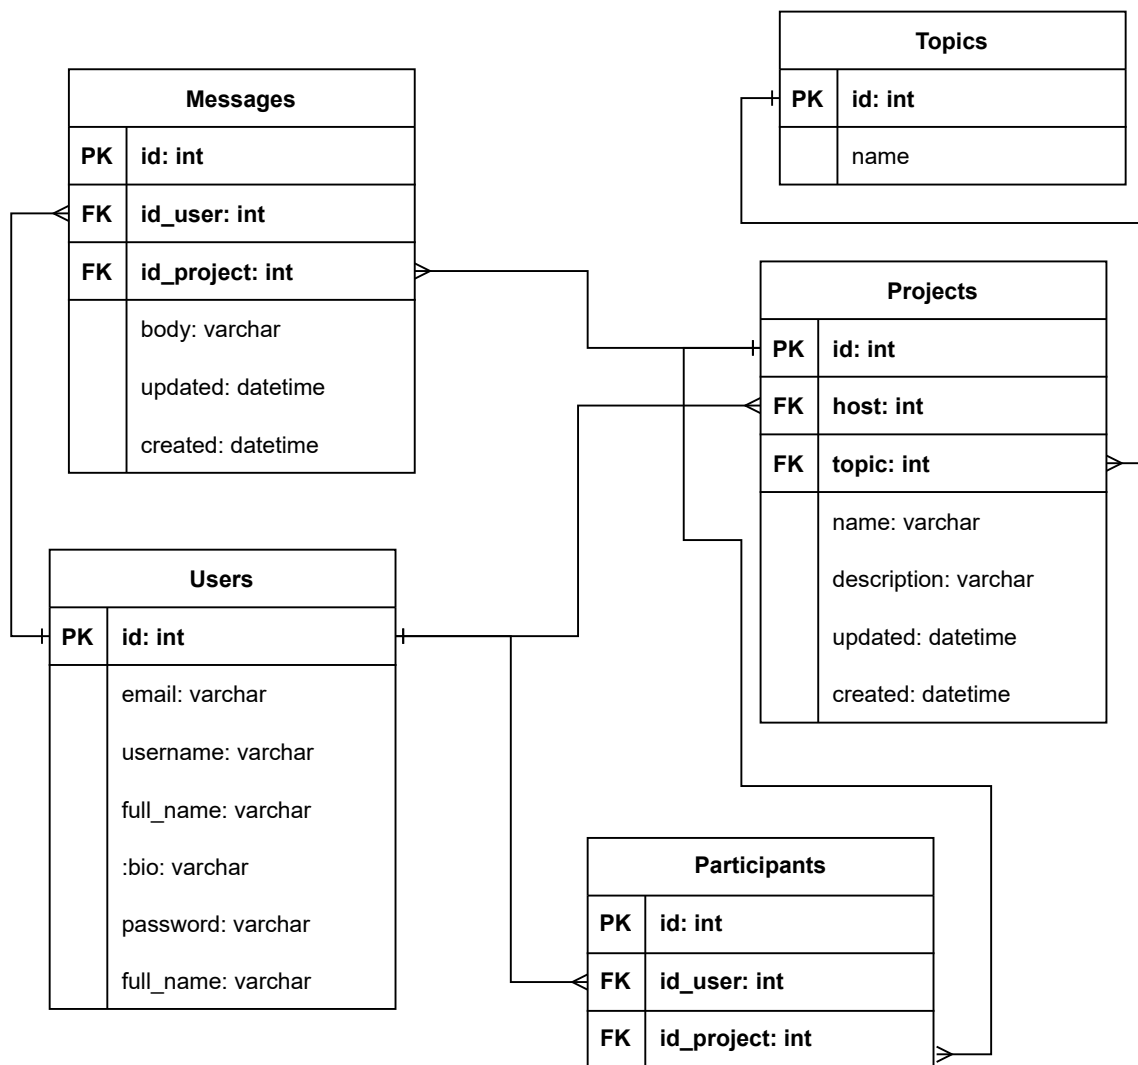 Topics
PK id: int
name
Messages
PK id: int
FK id_user: int
FK id_project: int
body: varchar
updated: datetime
created: datetime
Projects
PK id: int
FK host: int
FK topic: int
name: varchar
description: varchar
updated: datetime
created: datetime
Users
PK id: int
email: varchar
username: varchar
full_name: varchar
:bio: varchar
password: varchar
full_name: varchar
Participants
PK id: int
FK id_user: int
FK id_project: int